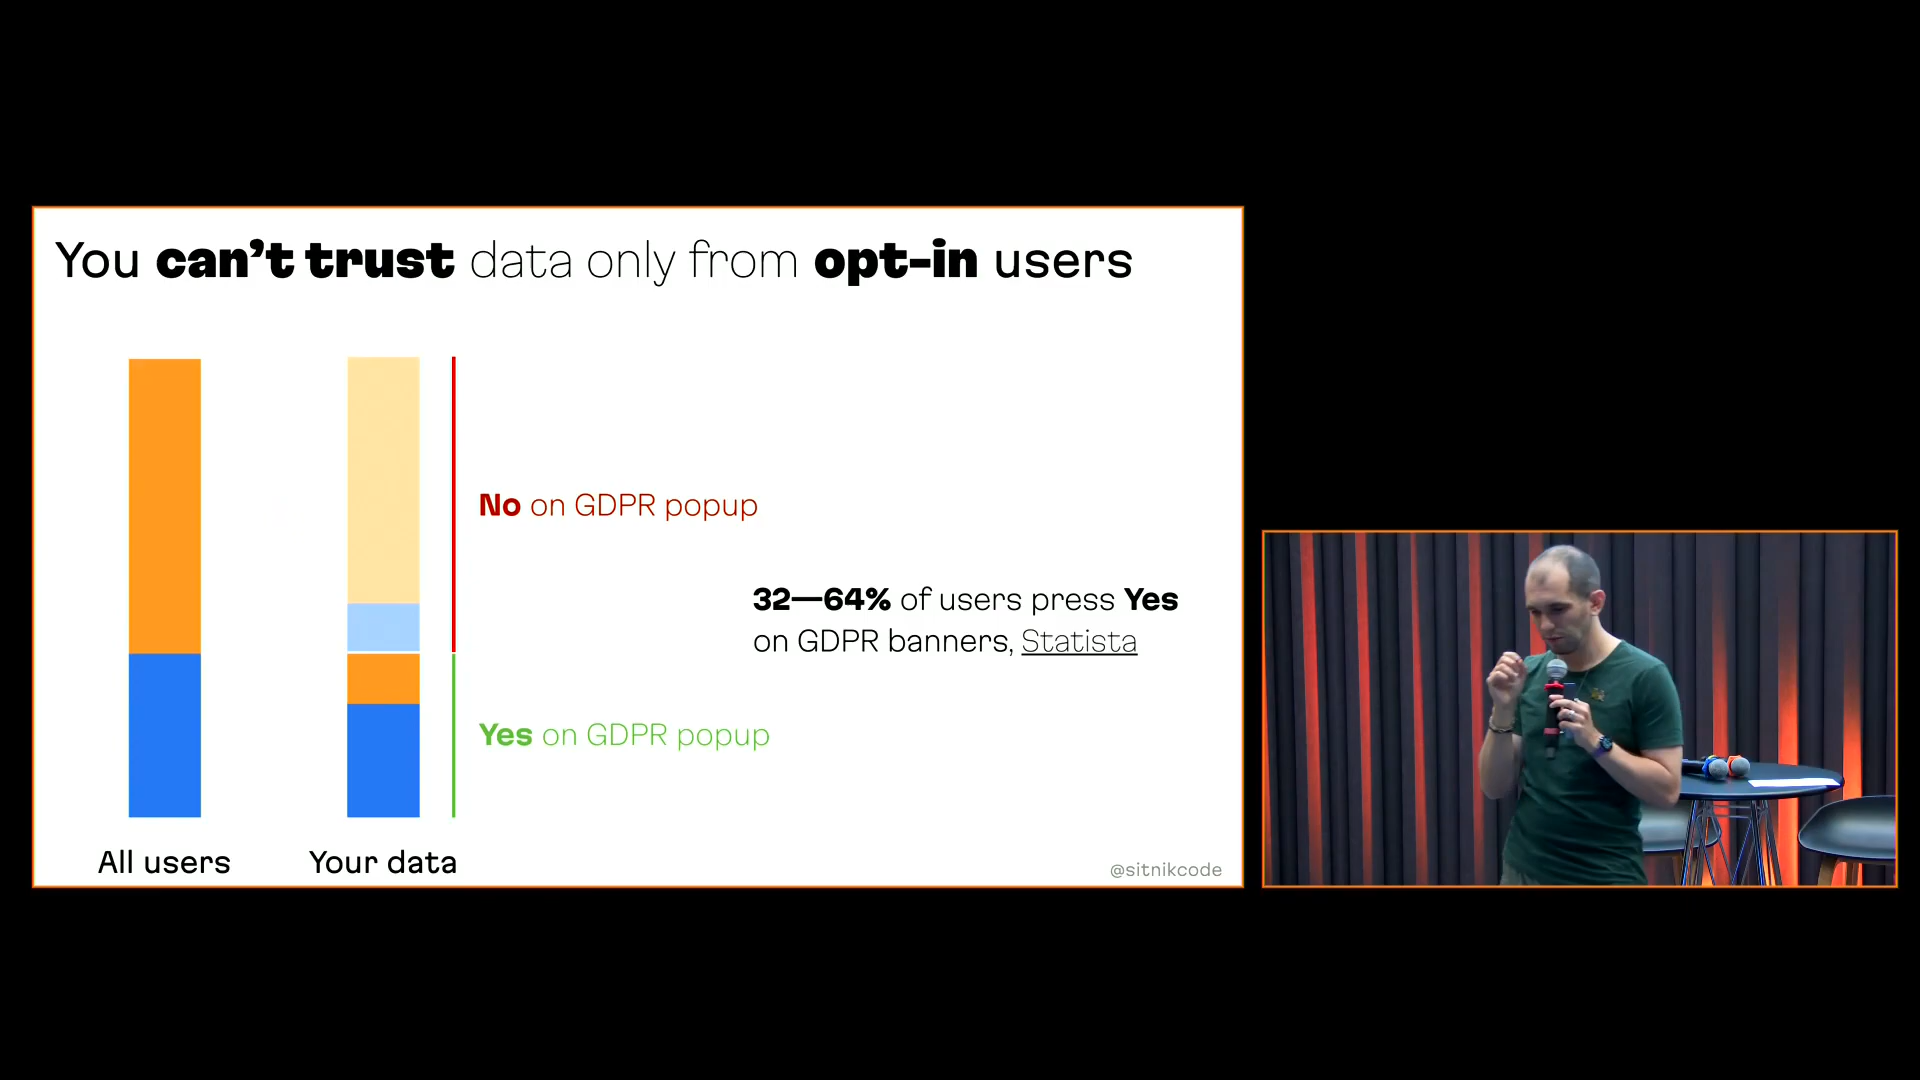 You can't trust data only from opt-in users
No on GDPR popup
32—64% of users press Yes
on GDPR banners, Statista
Yes on GDPR popup
All users
Your data
@sitnikcode